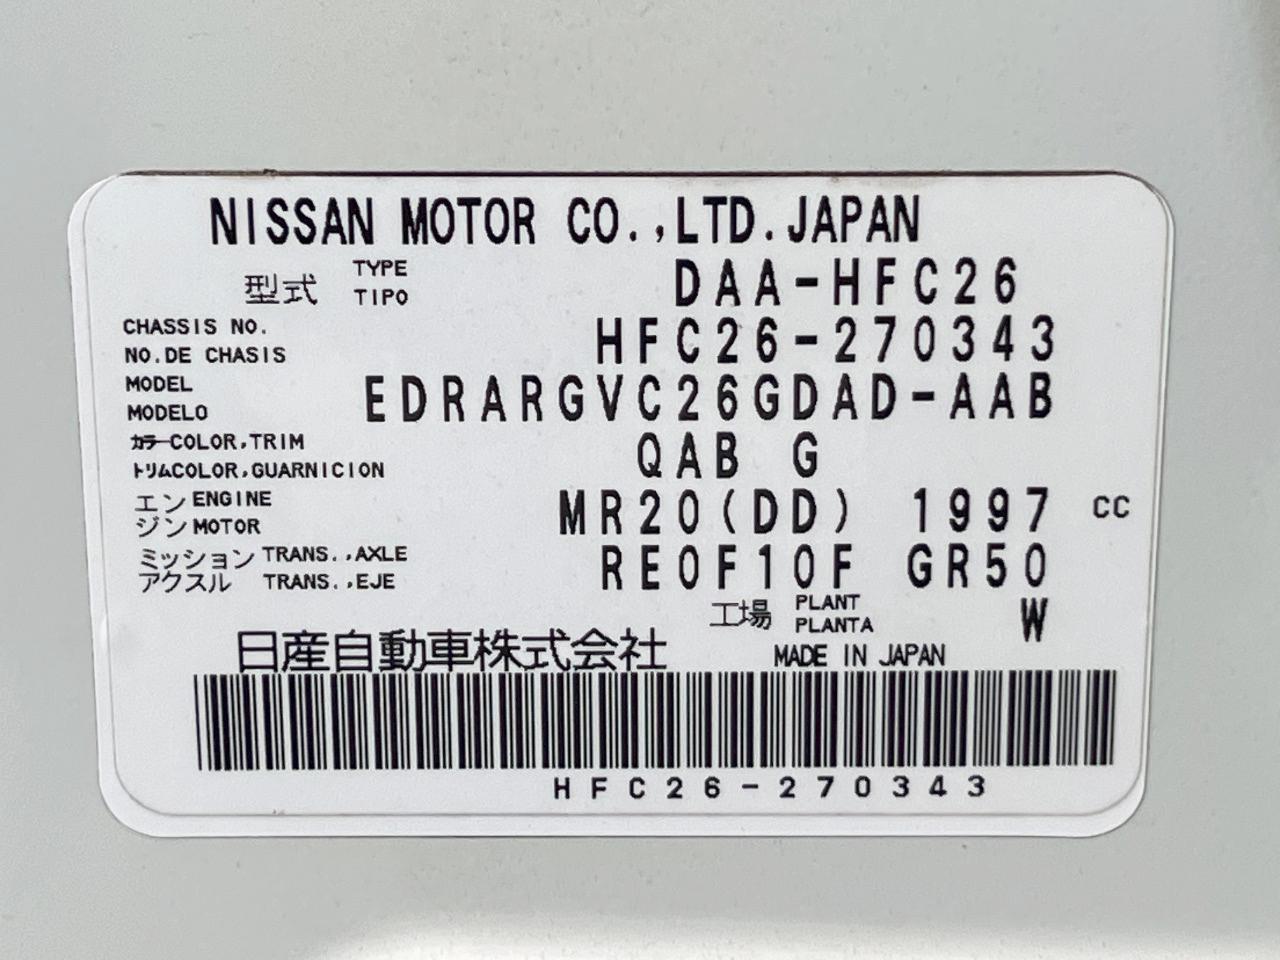 NISSAN MOTOR CO.,LTD.JAPAN
型式 TYPE TIPO DAA-HFC26
CHASSIS NO.
NO.DE CHASIS HFC26-270343
MODEL
MODELO EDRARGVC26GDAD-AAB
カラー COLOR,TRIM
トリム COLOR,GUARNICION QAB G
エンジン ENGINE MOTOR MR20(DD) 1997 CC
ミッション TRANS.,AXLE
アクスル TRANS.,EJE RE0F10F GR50
工場 PLANT PLANTA W
日産自動車株式会社 MADE IN JAPAN
HFC26-270343